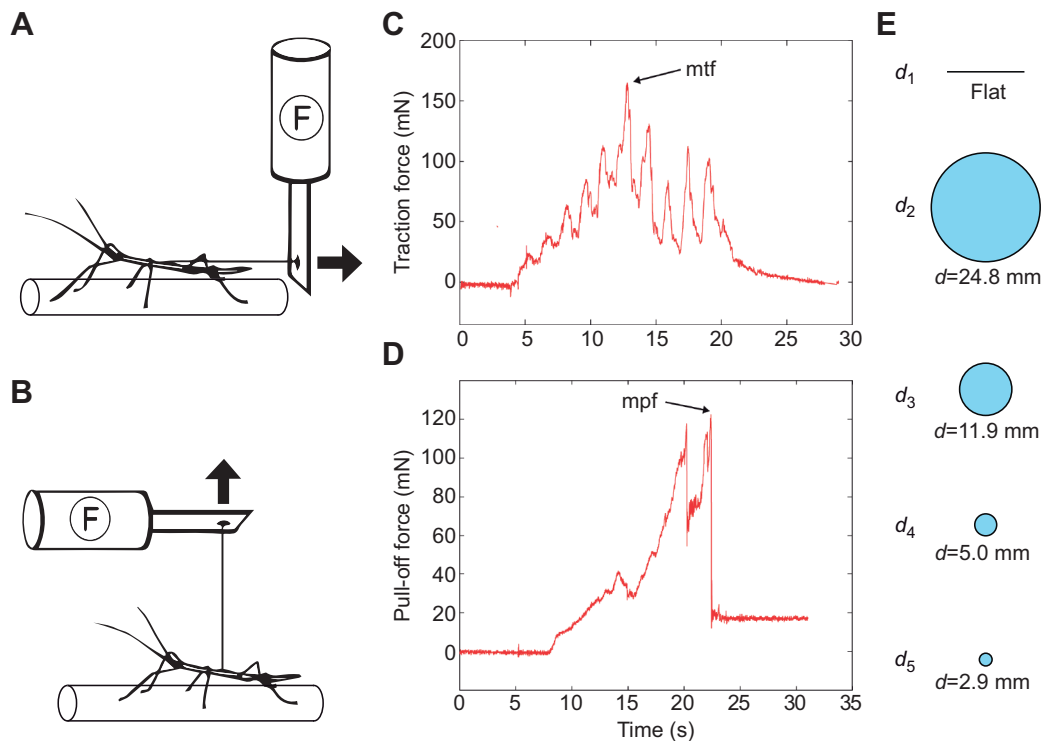 A
F
B
F
C
200
150
100
50
0
Traction force (mN)
mtf
0 5 10 15 20 25 30
D
120
100
80
60
40
20
0
Pull-off force (mN)
mpf
0 5 10 15 20 25 30 35
Time (s)
E
d1
Flat
d2
d=24.8 mm
d3
d=11.9 mm
d4
d=5.0 mm
d5
d=2.9 mm